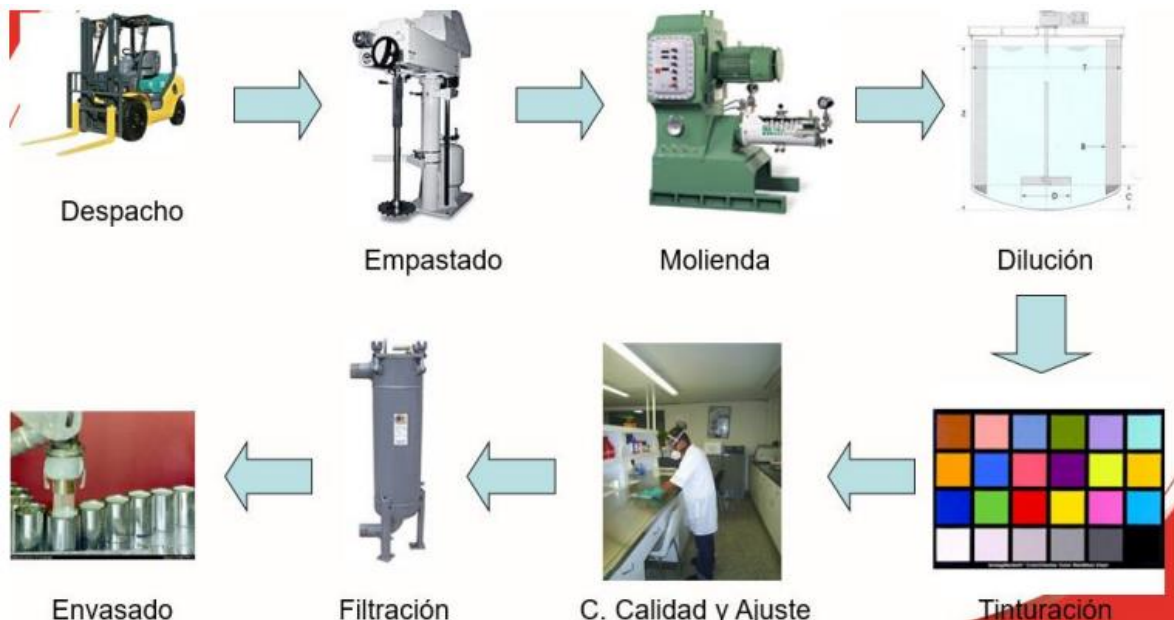 Despacho
Empastado
Molienda
Dilución
Envasado
Filtración
C. Calidad y Ajuste
Tinturación
T
Z
B
D
C